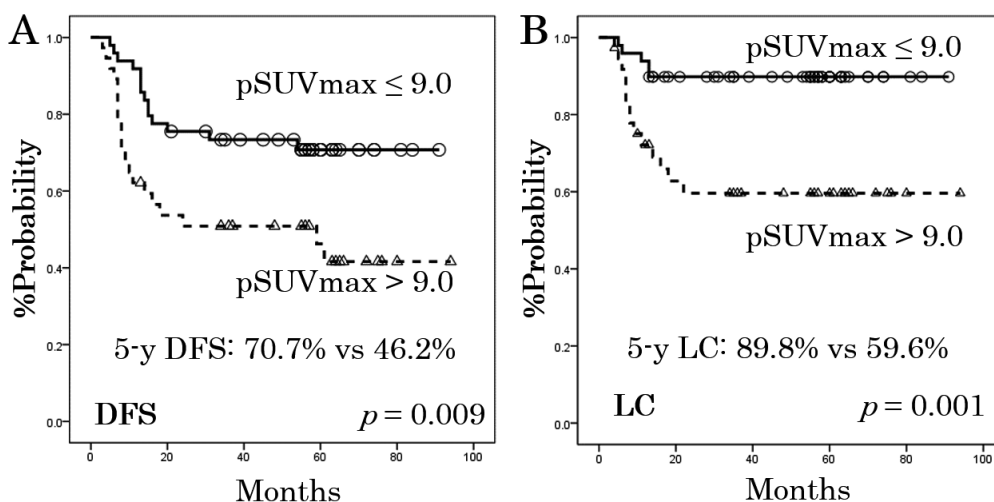 A
%Probability
1.0
0.8
0.6
0.4
0.2
0.0
pSUVmax ≤ 9.0
pSUVmax > 9.0
5-y DFS: 70.7% vs 46.2%
DFS
p = 0.009
0 20 40 60 80 100
Months
B
%Probability
1.0
0.8
0.6
0.4
0.2
0.0
pSUVmax ≤ 9.0
pSUVmax > 9.0
5-y LC: 89.8% vs 59.6%
LC
p = 0.001
0 20 40 60 80 100
Months